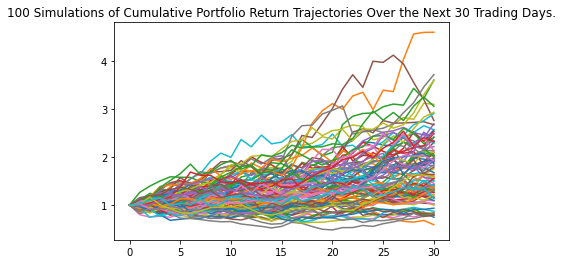 100 Simulations of Cumulative Portfolio Return Trajectories Over the Next 30 Trading Days.
4
3
2
1
0 5 10 15 20 25 30